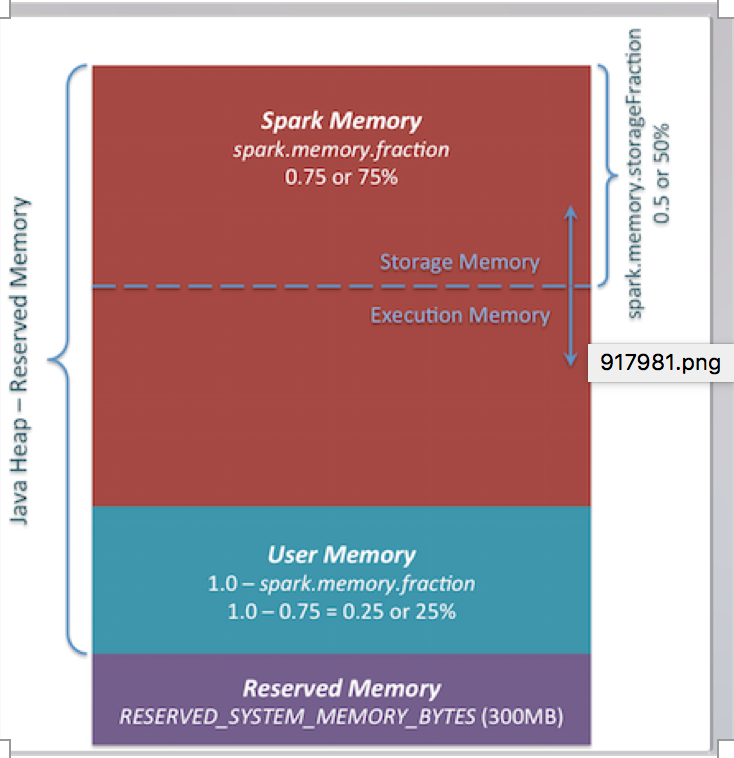 Java Heap – Reserved Memory
Spark Memory
spark.memory.fraction
0.75 or 75%
Storage Memory
Execution Memory
spark.memory.storageFraction
0.5 or 50%
917981.png
User Memory
1.0 – spark.memory.fraction
1.0 – 0.75 = 0.25 or 25%
Reserved Memory
RESERVED_SYSTEM_MEMORY_BYTES (300MB)